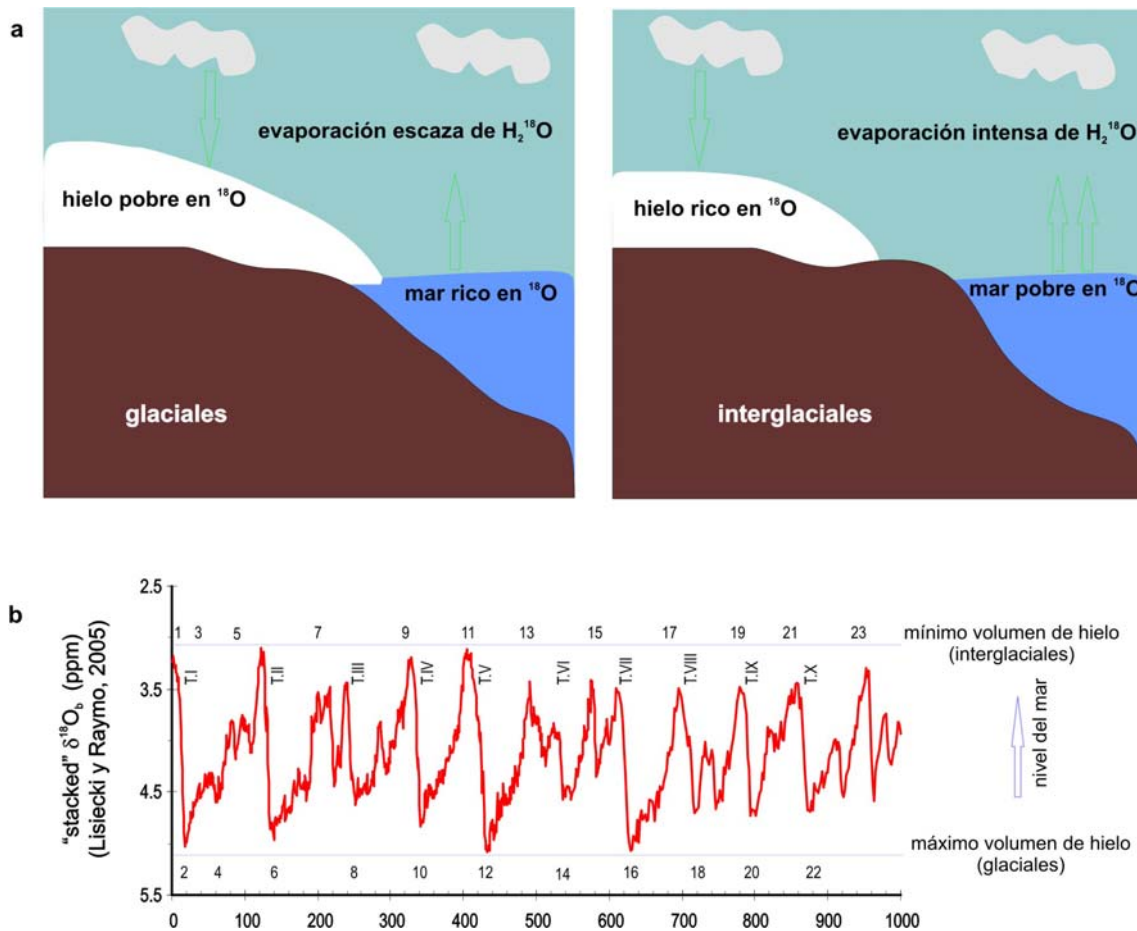 a
evaporación escaza de H₂¹⁸O
hielo pobre en ¹⁸O
mar rico en ¹⁸O
glaciales
evaporación intensa de H₂¹⁸O
hielo rico en ¹⁸O
mar pobre en ¹⁸O
interglaciales
b
"stacked" δ¹⁸O_b (ppm)
(Lisiecki y Raymo, 2005)
2.5
3.5
4.5
5.5
1 3 5 7 9 11 13 15 17 19 21 23
T.I T.II T.III T.IV T.V T.VI T.VII T.VIII T.IX T.X
2 4 6 8 10 12 14 16 18 20 22
0 100 200 300 400 500 600 700 800 900 1000
mínimo volumen de hielo
(interglaciales)
nivel del mar
máximo volumen de hielo
(glaciales)